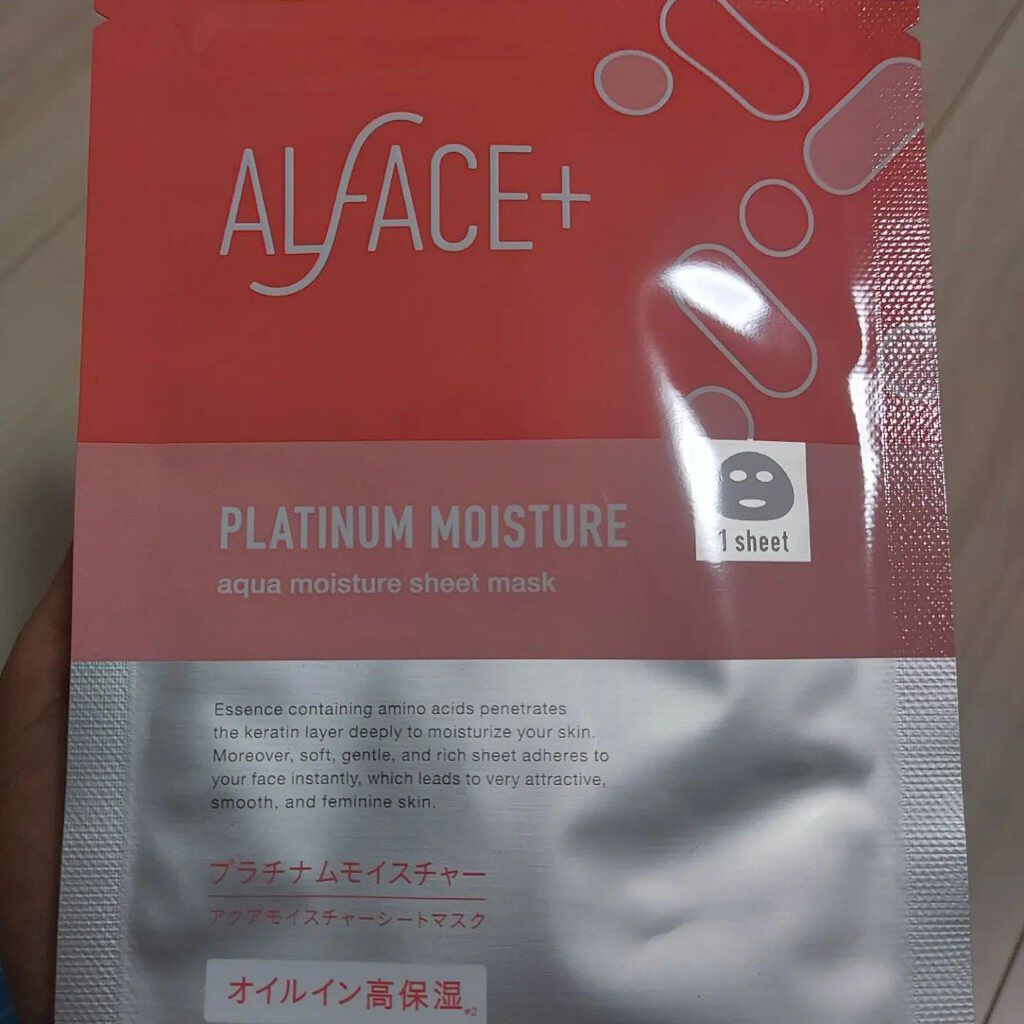 ALFACE+
PLATINUM MOISTURE
aqua moisture sheet mask
1 sheet
Essence containing amino acids penetrates
the keratin layer deeply to moisturize your skin.
Moreover, soft, gentle, and rich sheet adheres to
your face instantly, which leads to very attractive,
smooth, and feminine skin.
プラチナムモイスチャー
アクアモイスチャーシートマスク
オイルイン高保湿※2